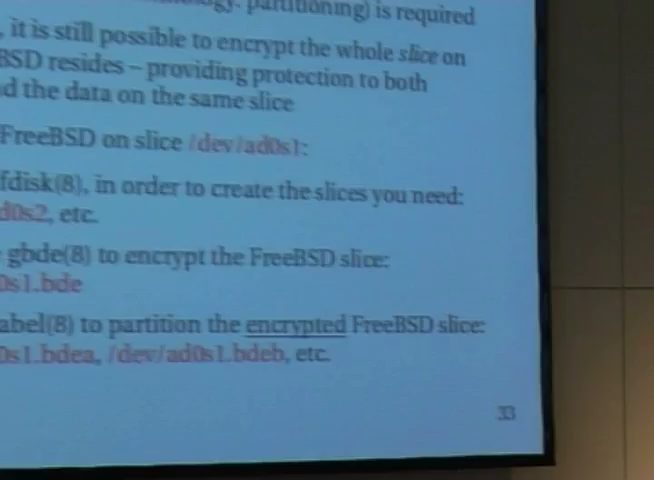 partitioning) is required
, it is still possible to encrypt the whole slice on
BSD resides – providing protection to both
d the data on the same slice
FreeBSD on slice /dev/ad0s1:
fdisk(8), in order to create the slices you need:
d0s2, etc.
gbde(8) to encrypt the FreeBSD slice:
0s1.bde
abel(8) to partition the encrypted FreeBSD slice:
0s1.bdea, /dev/ad0s1.bdeb, etc.
33